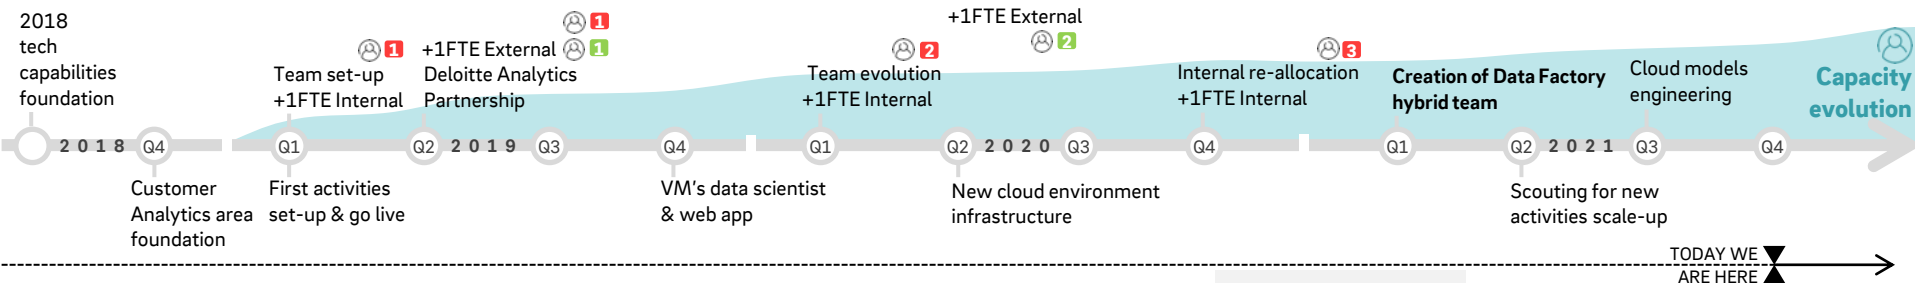 2018
tech
capabilities
foundation
1
Team set-up
+1FTE Internal
1
+1FTE External
1
Deloitte Analytics
Partnership
2
Team evolution
+1FTE Internal
+1FTE External
2
3
Internal re-allocation
+1FTE Internal
Creation of Data Factory
hybrid team
Cloud models
engineering
Capacity
evolution
2018 Q4 Q1 Q2 2019 Q3 Q4 Q1 Q2 2020 Q3 Q4 Q1 Q2 2021 Q3 Q4
Customer
Analytics area
foundation
First activities
set-up & go live
VM's data scientist
& web app
New cloud environment
infrastructure
Scouting for new
activities scale-up
TODAY WE
ARE HERE